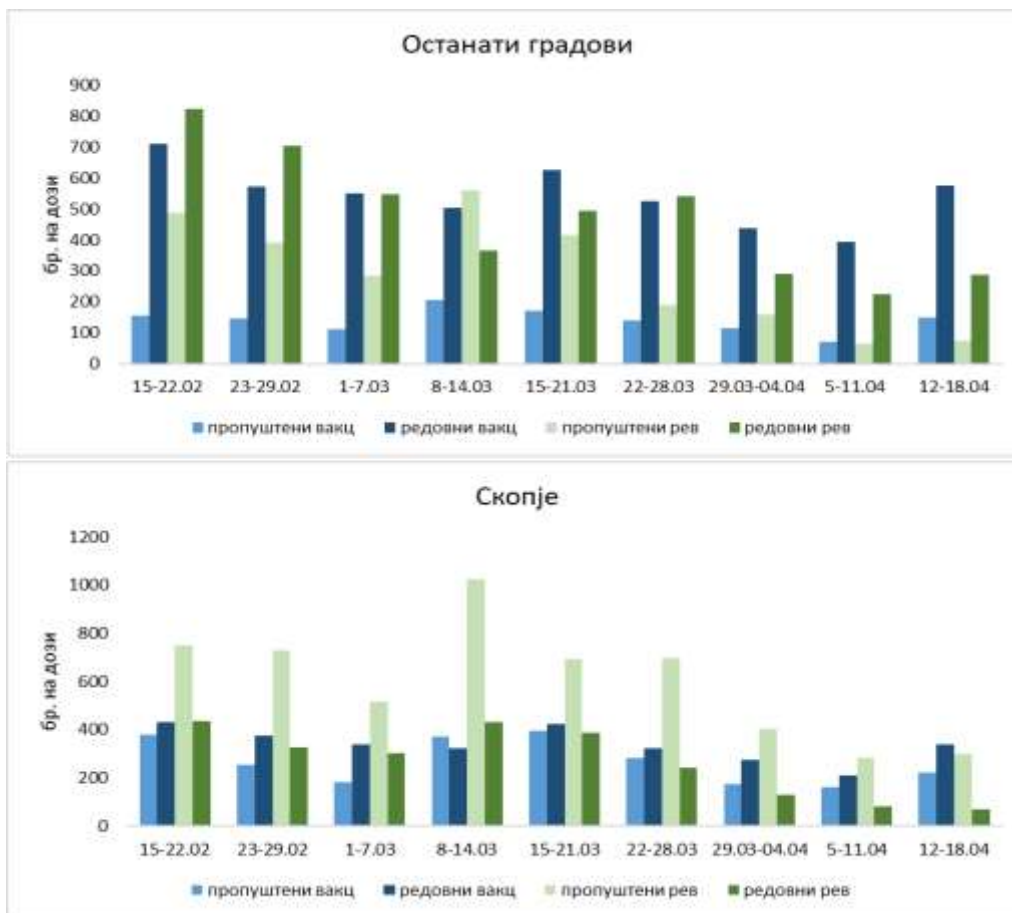 Останати градови
900
800
700
600
500
400
300
200
100
0
бр. на дози
15-22.02 23-29.02 1-7.03 8-14.03 15-21.03 22-28.03 29.03-04.04 5-11.04 12-18.04
пропуштени вакц редовни вакц пропуштени рев редовни рев
Скопје
1200
1000
800
600
400
200
0
бр. на дози
15-22.02 23-29.02 1-7.03 8-14.03 15-21.03 22-28.03 29.03-04.04 5-11.04 12-18.04
пропуштени вакц редовни вакц пропуштени рев редовни рев